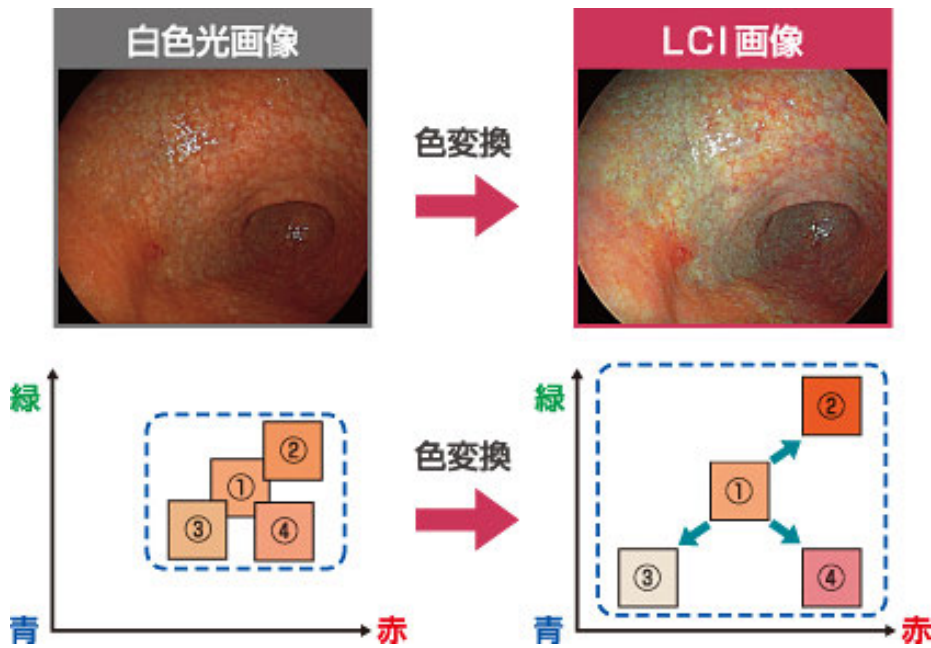 白色光画像
LCI画像
色変換
緑
②
①
③
④
青
赤
色変換
緑
②
①
③
④
青
赤